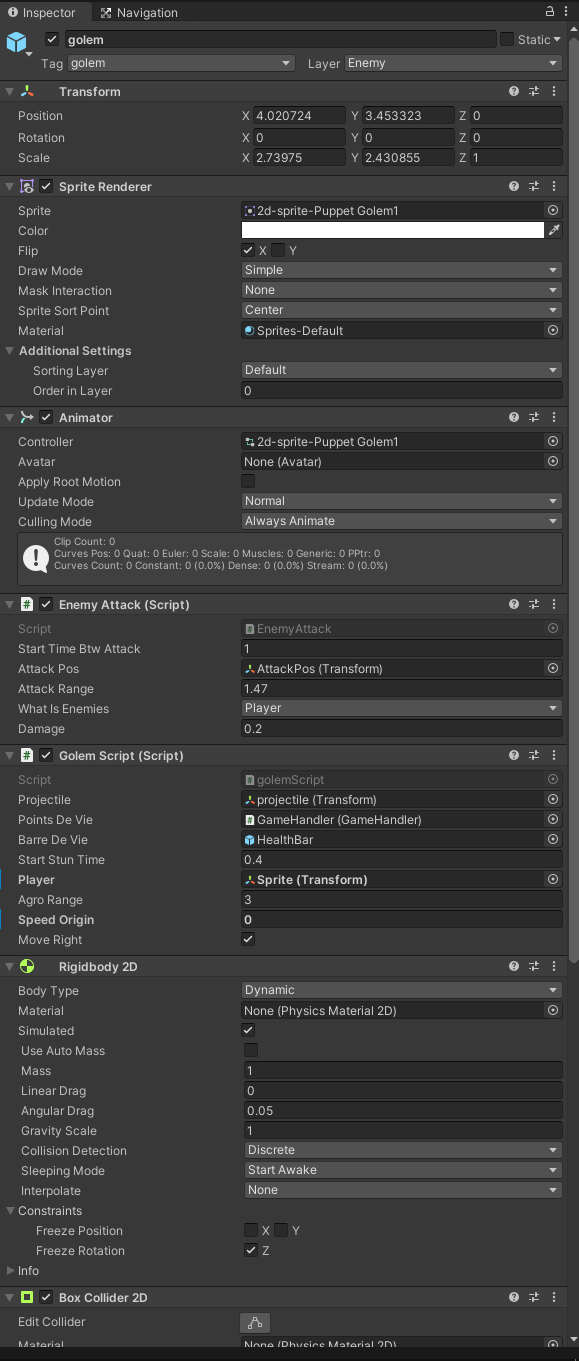 Inspector Navigation
golem Static
Tag golem Layer Enemy
Transform
Position X 4.020724 Y 3.453323 Z 0
Rotation X 0 Y 0 Z 0
Scale X 2.73975 Y 2.430855 Z 1
Sprite Renderer
Sprite 2d-sprite-Puppet Golem1
Color
Flip X Y
Draw Mode Simple
Mask Interaction None
Sprite Sort Point Center
Material Sprites-Default
Additional Settings
Sorting Layer Default
Order in Layer 0
Animator
Controller 2d-sprite-Puppet Golem1
Avatar None (Avatar)
Apply Root Motion
Update Mode Normal
Culling Mode Always Animate
Clip Count: 0
Curves Pos: 0 Quat: 0 Euler: 0 Scale: 0 Muscles: 0 Generic: 0 PPtr: 0
Curves Count: 0 Constant: 0 (0.0%) Dense: 0 (0.0%) Stream: 0 (0.0%)
Enemy Attack (Script)
Script EnemyAttack
Start Time Btw Attack 1
Attack Pos AttackPos (Transform)
Attack Range 1.47
What Is Enemies Player
Damage 0.2
Golem Script (Script)
Script golemScript
Projectile projectile (Transform)
Points De Vie GameHandler (GameHandler)
Barre De Vie HealthBar
Start Stun Time 0.4
Player Sprite (Transform)
Agro Range 3
Speed Origin 0
Move Right
Rigidbody 2D
Body Type Dynamic
Material None (Physics Material 2D)
Simulated
Use Auto Mass
Mass 1
Linear Drag 0
Angular Drag 0.05
Gravity Scale 1
Collision Detection Discrete
Sleeping Mode Start Awake
Interpolate None
Constraints
Freeze Position X Y
Freeze Rotation Z
Info
Box Collider 2D
Edit Collider
Material None (Physics Material 2D)